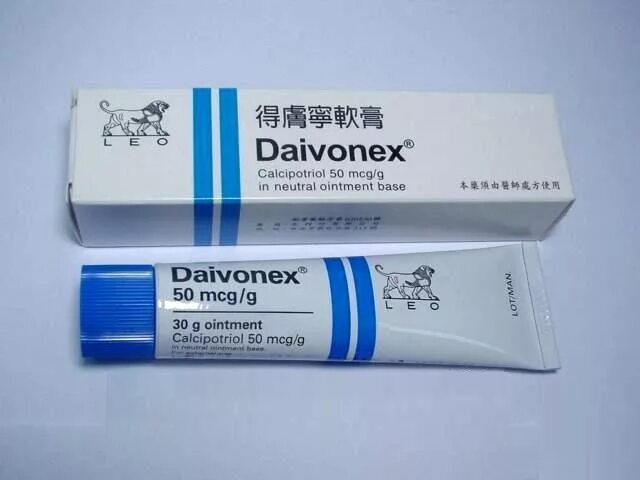 LEO
得膚寧軟膏
Daivonex®
Calcipotriol 50 mcg/g
in neutral ointment base
本藥須由醫師處方使用
Daivonex®
50 mcg/g
30 g ointment
Calcipotriol 50 mcg/g
in neutral ointment base
LEO
LOT/MAN.